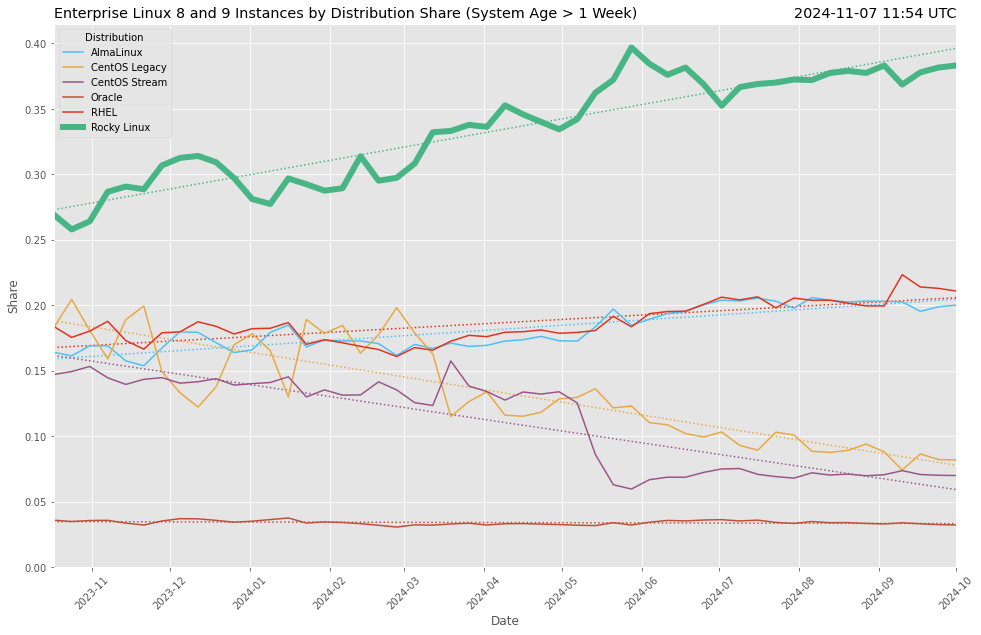 Enterprise Linux 8 and 9 Instances by Distribution Share (System Age > 1 Week)
2024-11-07 11:54 UTC
Distribution
AlmaLinux
CentOS Legacy
CentOS Stream
Oracle
RHEL
Rocky Linux
0.40
0.35
0.30
0.25
0.20
0.15
0.10
0.05
0.00
Share
2023-11
2023-12
2024-01
2024-02
2024-03
2024-04
2024-05
2024-06
2024-07
2024-08
2024-09
2024-10
Date